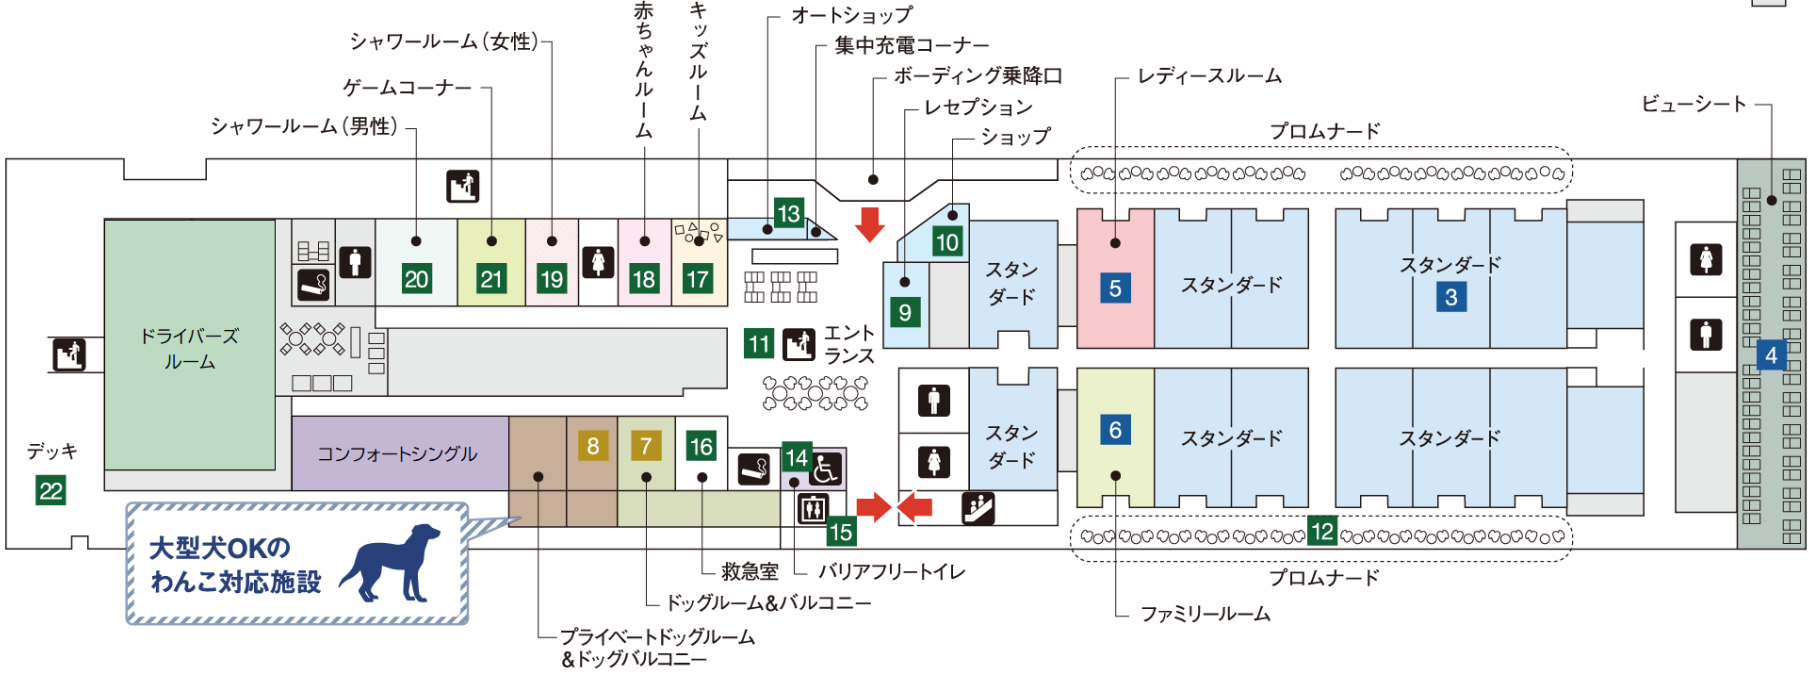 赤ちゃんルーム
キッズルーム
オートショップ
シャワールーム（女性）
集中充電コーナー
ゲームコーナー
ボーディング乗降口
レディースルーム
レセプション
ビューシート
シャワールーム（男性）
ショップ
プロムナード
13
10
20
21
19
18
17
スタン
ダード
9
5
スタンダード
スタンダード
3
ドライバーズ
ルーム
11
エント
ランス
4
デッキ
22
コンフォートシングル
8
7
16
14
15
スタン
ダード
6
スタンダード
スタンダード
12
大型犬OKの
わんこ対応施設
救急室
バリアフリートイレ
プロムナード
ドッグルーム&バルコニー
ファミリールーム
プライベートドッグルーム
&ドッグバルコニー